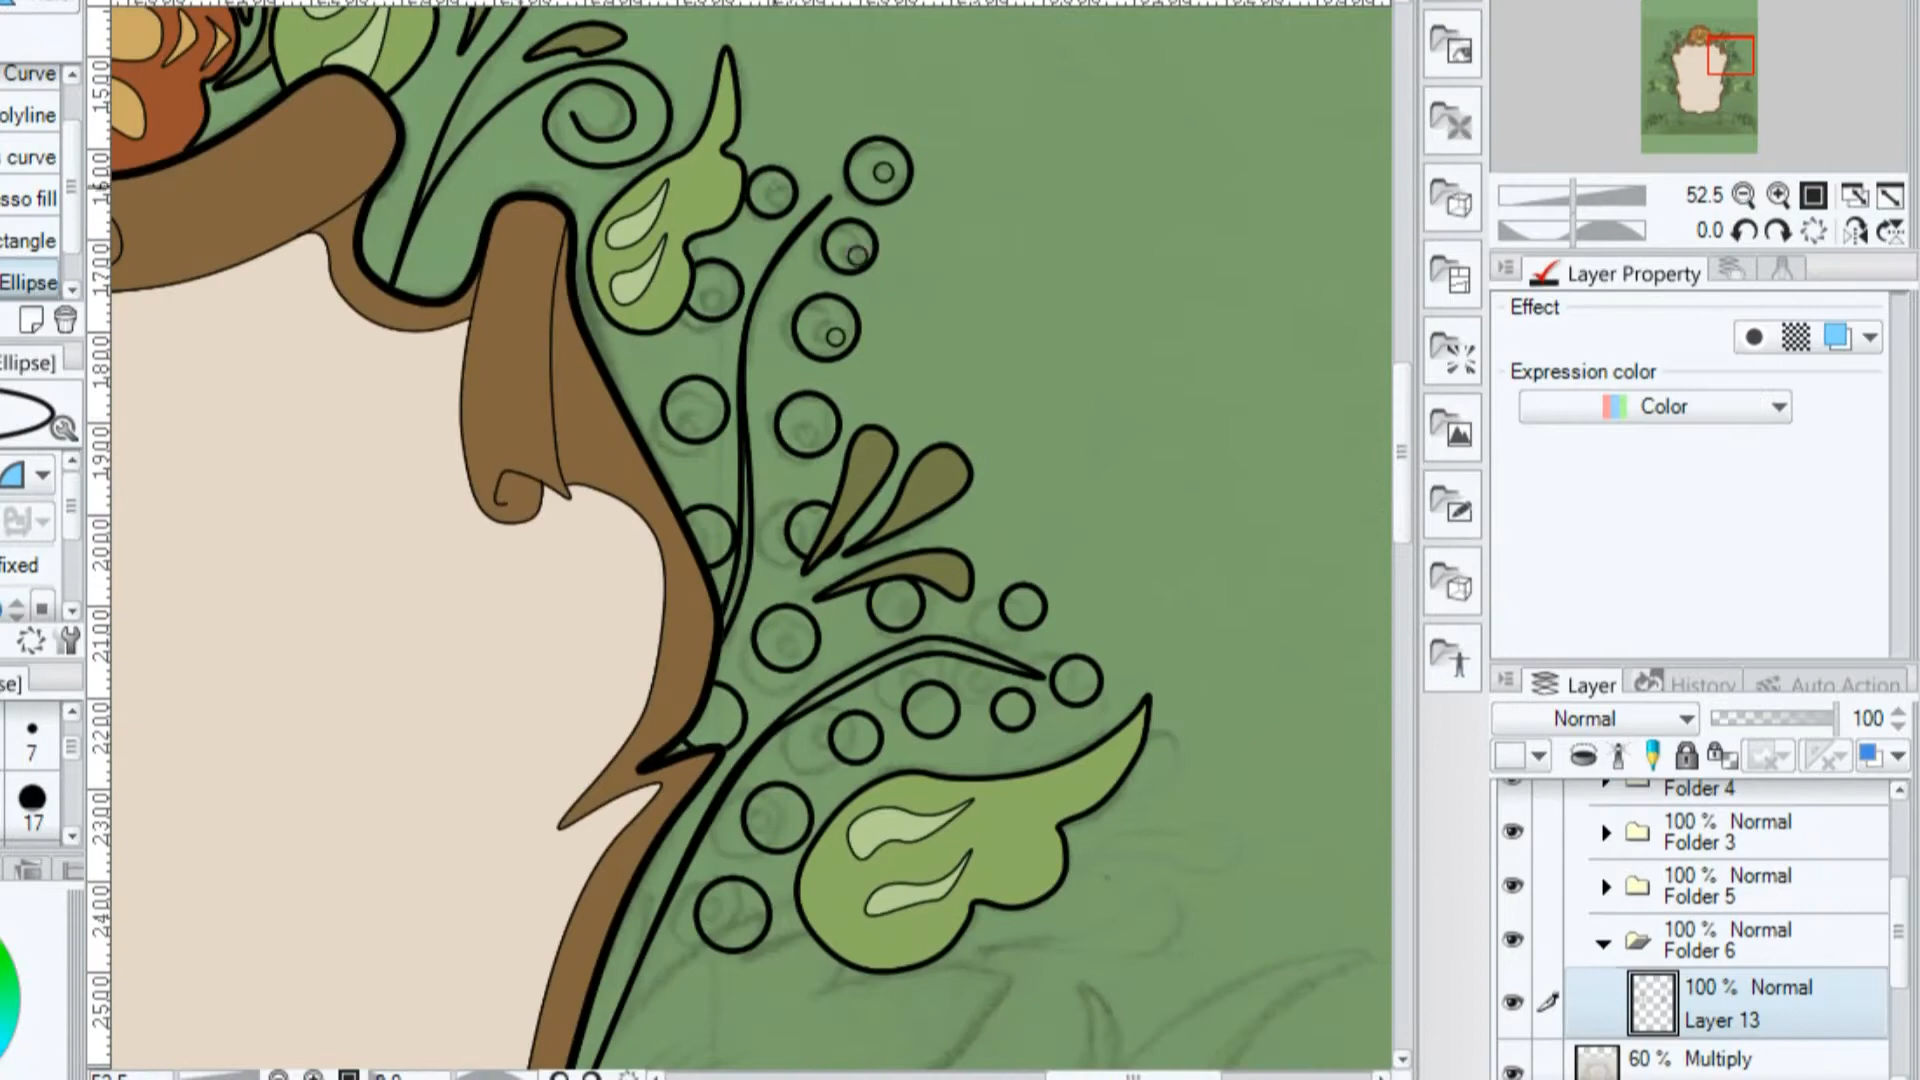 Curve
olyline
curve
sso fill
ctangle
Ellipse
Ellipse]
fixed
se]
7
17
1500
1600
1700
1800
1900
2000
2100
2200
2300
2400
2500
52.5
0.0
Layer Property
Effect
Expression color
Color
Layer
History
Auto Action
Normal
100
Folder 4
100 % Normal
Folder 3
100 % Normal
Folder 5
100 % Normal
Folder 6
100 % Normal
Layer 13
60 % Multiply